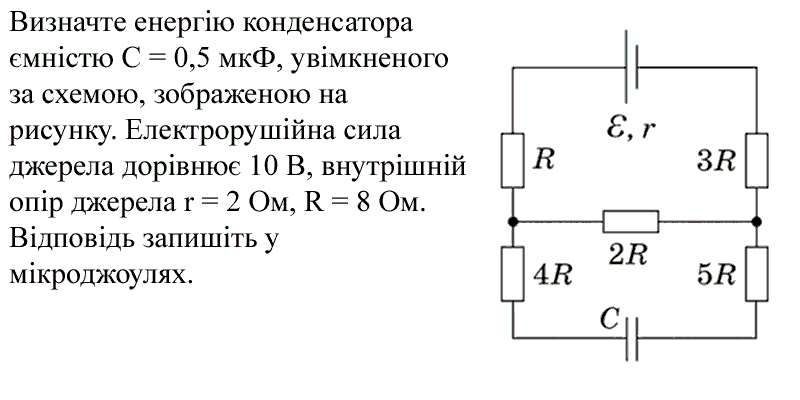 Визначте енергію конденсатора
ємністю C = 0,5 мкФ, увімкненого
за схемою, зображеною на
рисунку. Електрорушійна сила
джерела дорівнює 10 В, внутрішній
опір джерела r = 2 Ом, R = 8 Ом.
Відповідь запишіть у
мікроджоулях.
ℰ, r
R
3R
2R
4R
5R
C